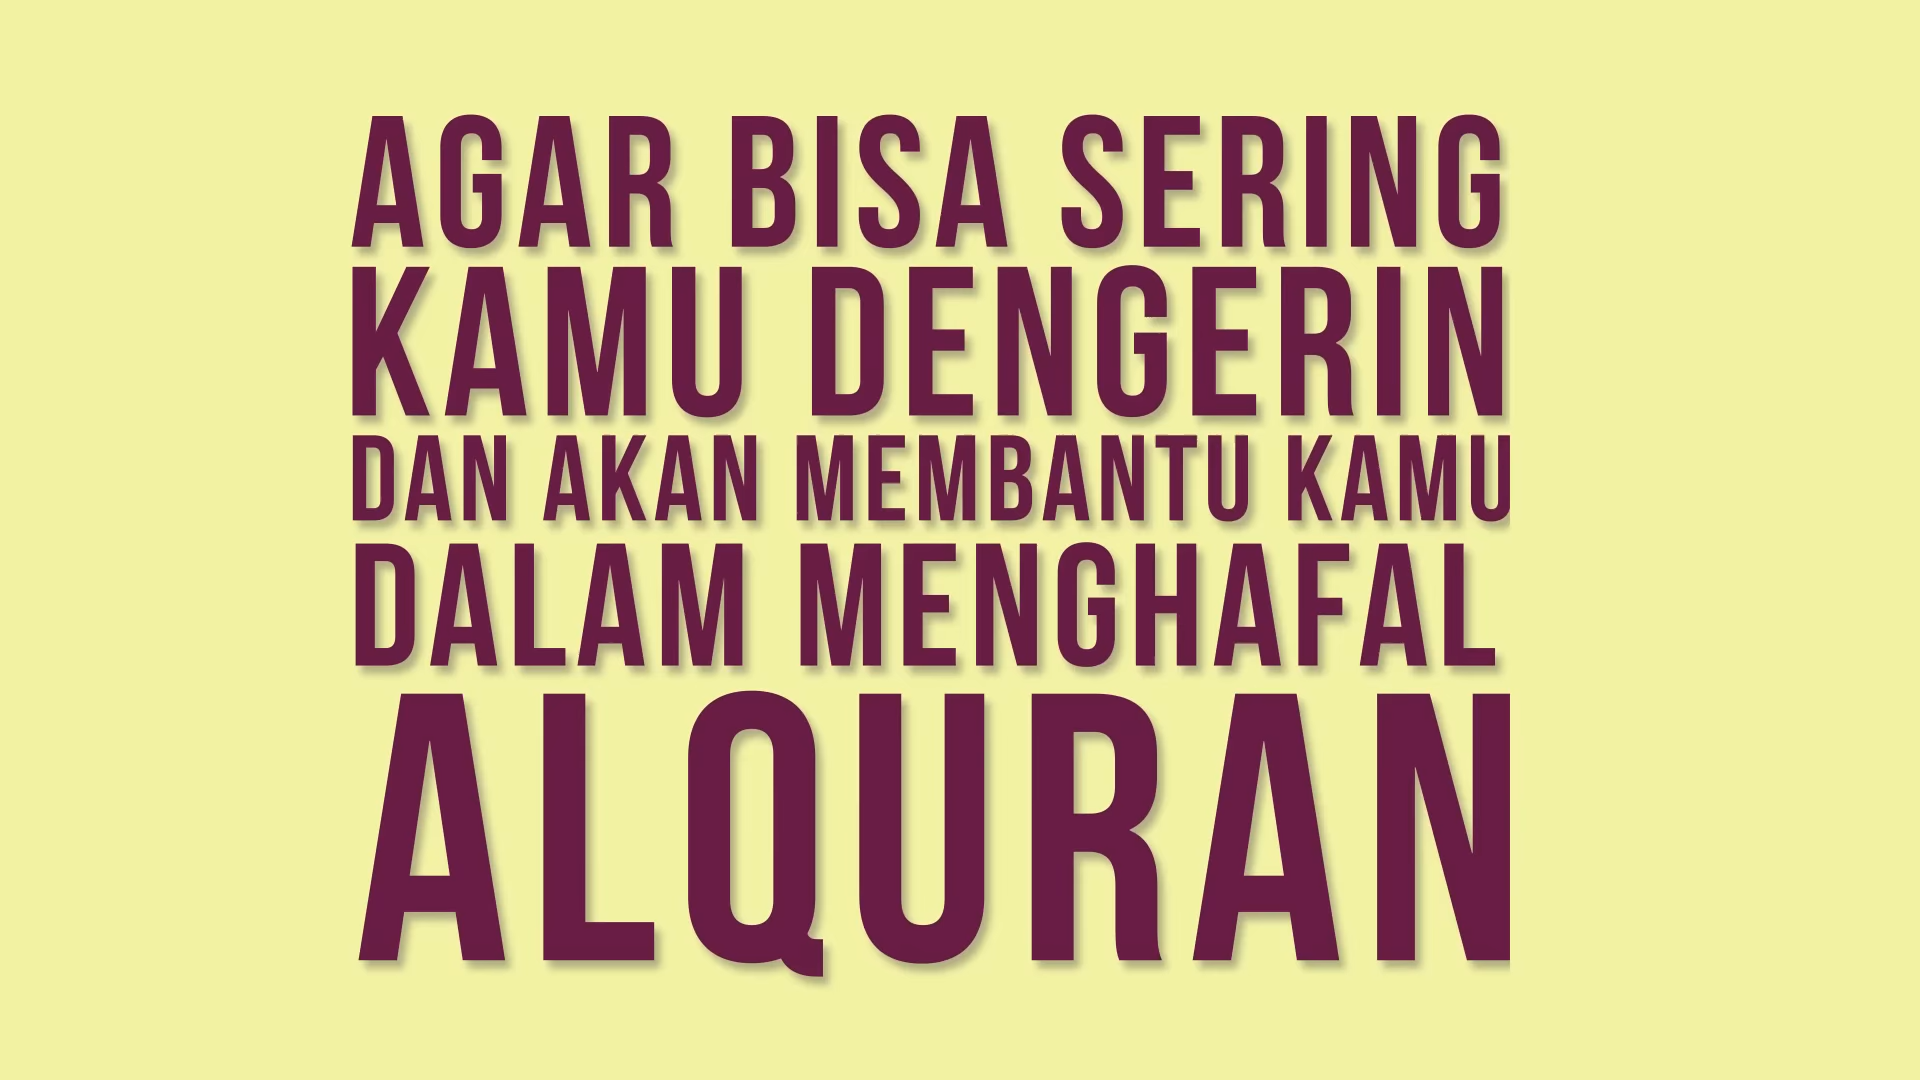 AGAR BISA SERING
KAMU DENGERIN
DAN AKAN MEMBANTU KAMU
DALAM MENGHAFAL
ALQURAN